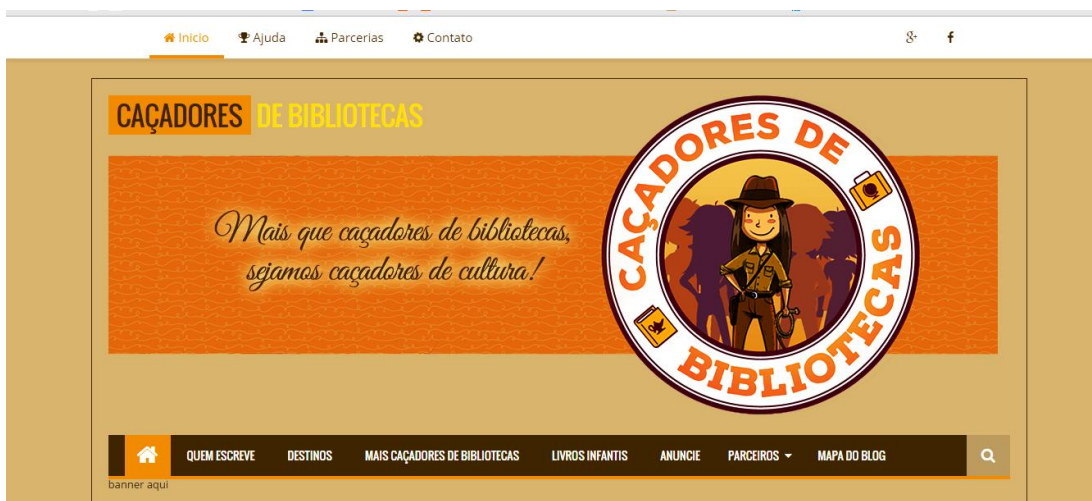 Inicio Ajuda Parcerias Contato
CAÇADORES DE BIBLIOTECAS
Mais que caçadores de bibliotecas,
sejamos caçadores de cultura!
CAÇADORES DE
BIBLIOTECAS
QUEM ESCREVE DESTINOS MAIS CAÇADORES DE BIBLIOTECAS LIVROS INFANTIS ANUNCIE PARCEIROS MAPA DO BLOG
banner aqui